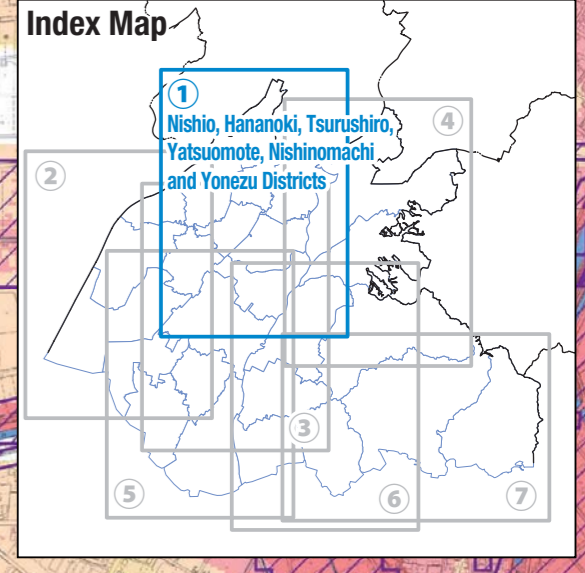 Index Map
①
Nishio, Hananoki, Tsurushiro,
Yatsuomote, Nishinomachi
and Yonezu Districts
④
②
③
⑤
⑥
⑦